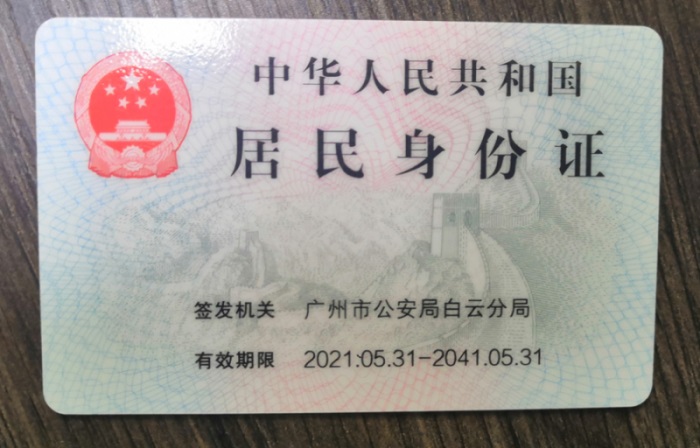 中华人民共和国
居民身份证
签发机关 广州市公安局白云分局
有效期限 2021.05.31-2041.05.31